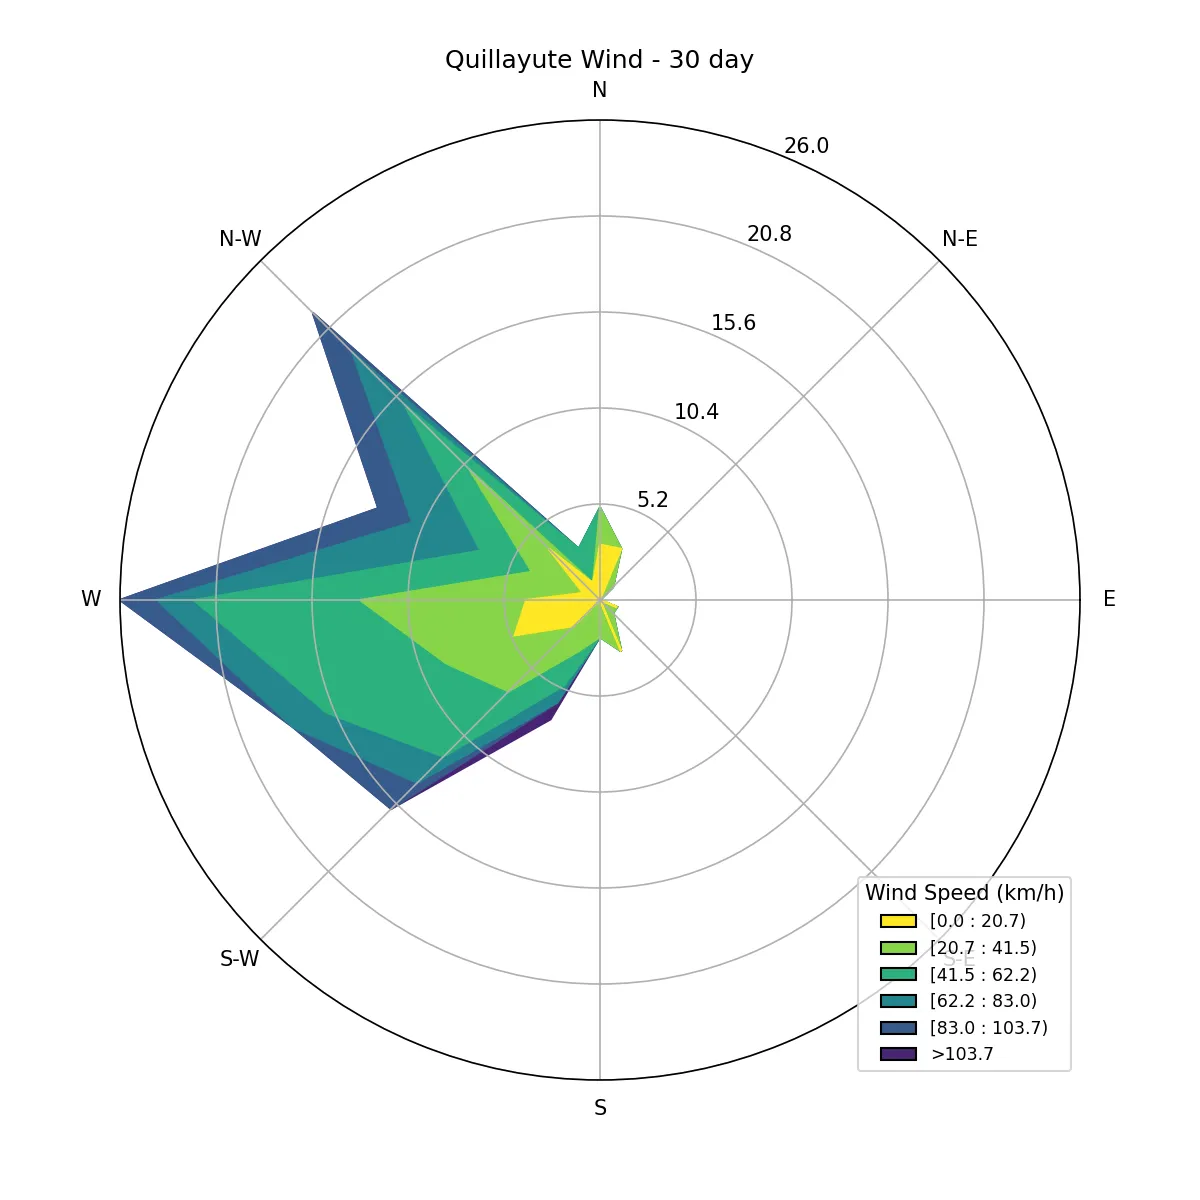 Quillayute Wind - 30 day
N
26.0
N-W
N-E
20.8
15.6
10.4
5.2
W
E
S-W
S-E
S
Wind Speed (km/h)
[0.0 : 20.7)
[20.7 : 41.5)
[41.5 : 62.2)
[62.2 : 83.0)
[83.0 : 103.7)
>103.7